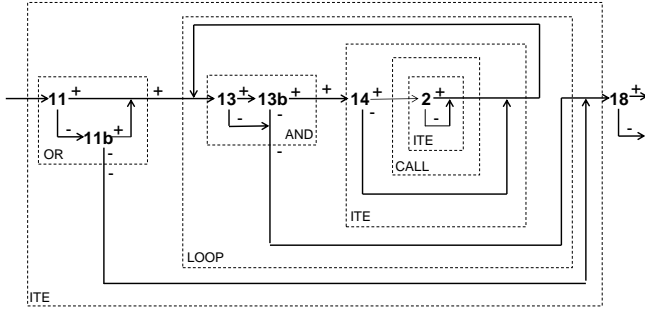 11 + + 13 + 13b + + 14 + 2 + 18 +
- 11b + - - - - -
OR AND ITE
- - CALL
-
ITE
LOOP
ITE